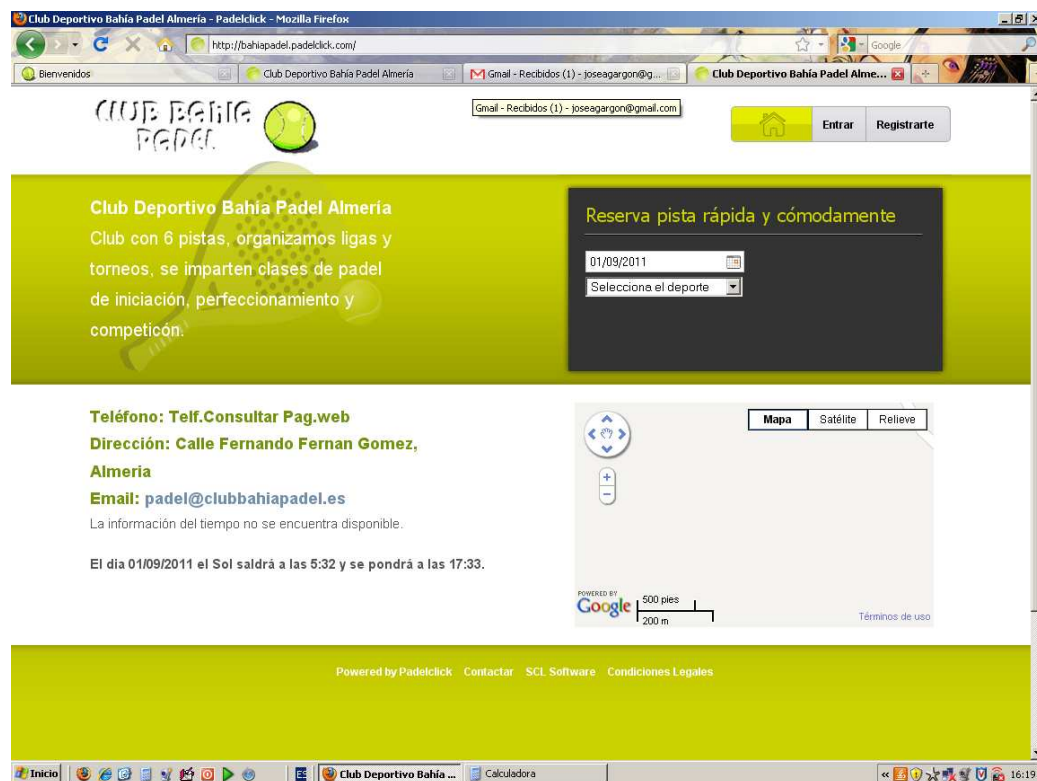 Club Deportivo Bahía Padel Almería - Padelclick - Mozilla Firefox
http://bahiapadel.padelclick.com/
Google
Bienvenidos
Club Deportivo Bahía Padel Almería
Gmail - Recibidos (1) - joseagargon@g...
Club Deportivo Bahía Padel Alme...
Gmail - Recibidos (1) - joseagargon@gmail.com
CLUB BAHIA
PADEL
Entrar
Registrarte
Club Deportivo Bahía Padel Almería
Club con 6 pistas, organizamos ligas y
torneos, se imparten clases de padel
de iniciación, perfeccionamiento y
competicón.
Reserva pista rápida y cómodamente
01/09/2011
Selecciona el deporte
Teléfono: Telf.Consultar Pag.web
Dirección: Calle Fernando Fernan Gomez,
Almeria
Email: padel@clubbahiapadel.es
La información del tiempo no se encuentra disponible.
El dia 01/09/2011 el Sol saldrá a las 5:32 y se pondrá a las 17:33.
Mapa
Satélite
Relieve
POWERED BY
Google
500 pies
200 m
Términos de uso
Powered by Padelclick Contactar SCL Software Condiciones Legales
Inicio
Club Deportivo Bahía ...
Calculadora
16:19